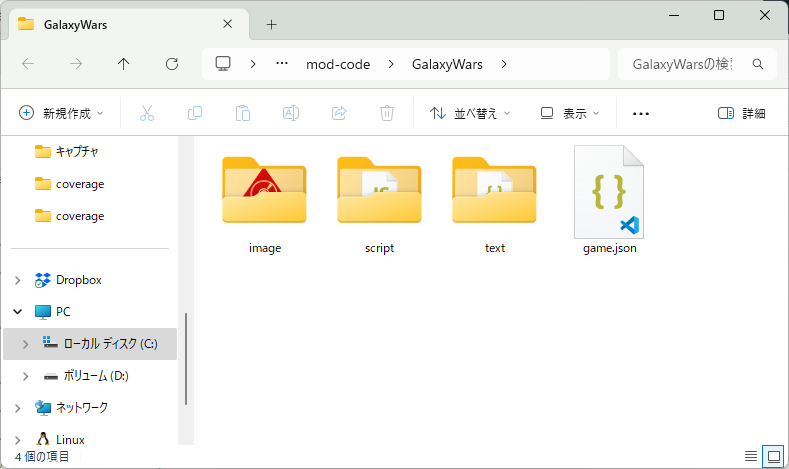 GalaxyWars
mod-code
GalaxyWars
GalaxyWarsの検索
新規作成
並べ替え
表示
詳細
キャプチャ
coverage
coverage
Dropbox
PC
ローカル ディスク (C:)
ボリューム (D:)
ネットワーク
Linux
image
script
text
{ }
game.json
4 個の項目